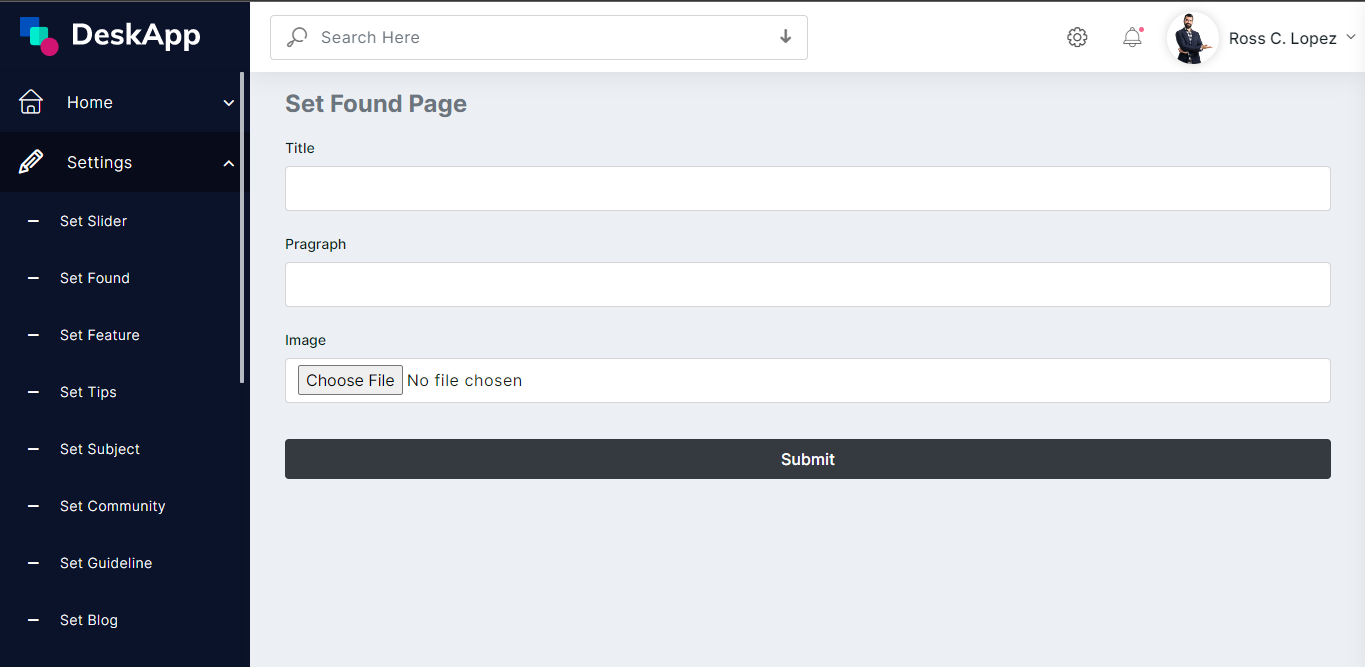 DeskApp
Search Here
Ross C. Lopez
Home
Settings
Set Slider
Set Found
Set Feature
Set Tips
Set Subject
Set Community
Set Guideline
Set Blog
Set Found Page
Title
Pragraph
Image
Choose File No file chosen
Submit